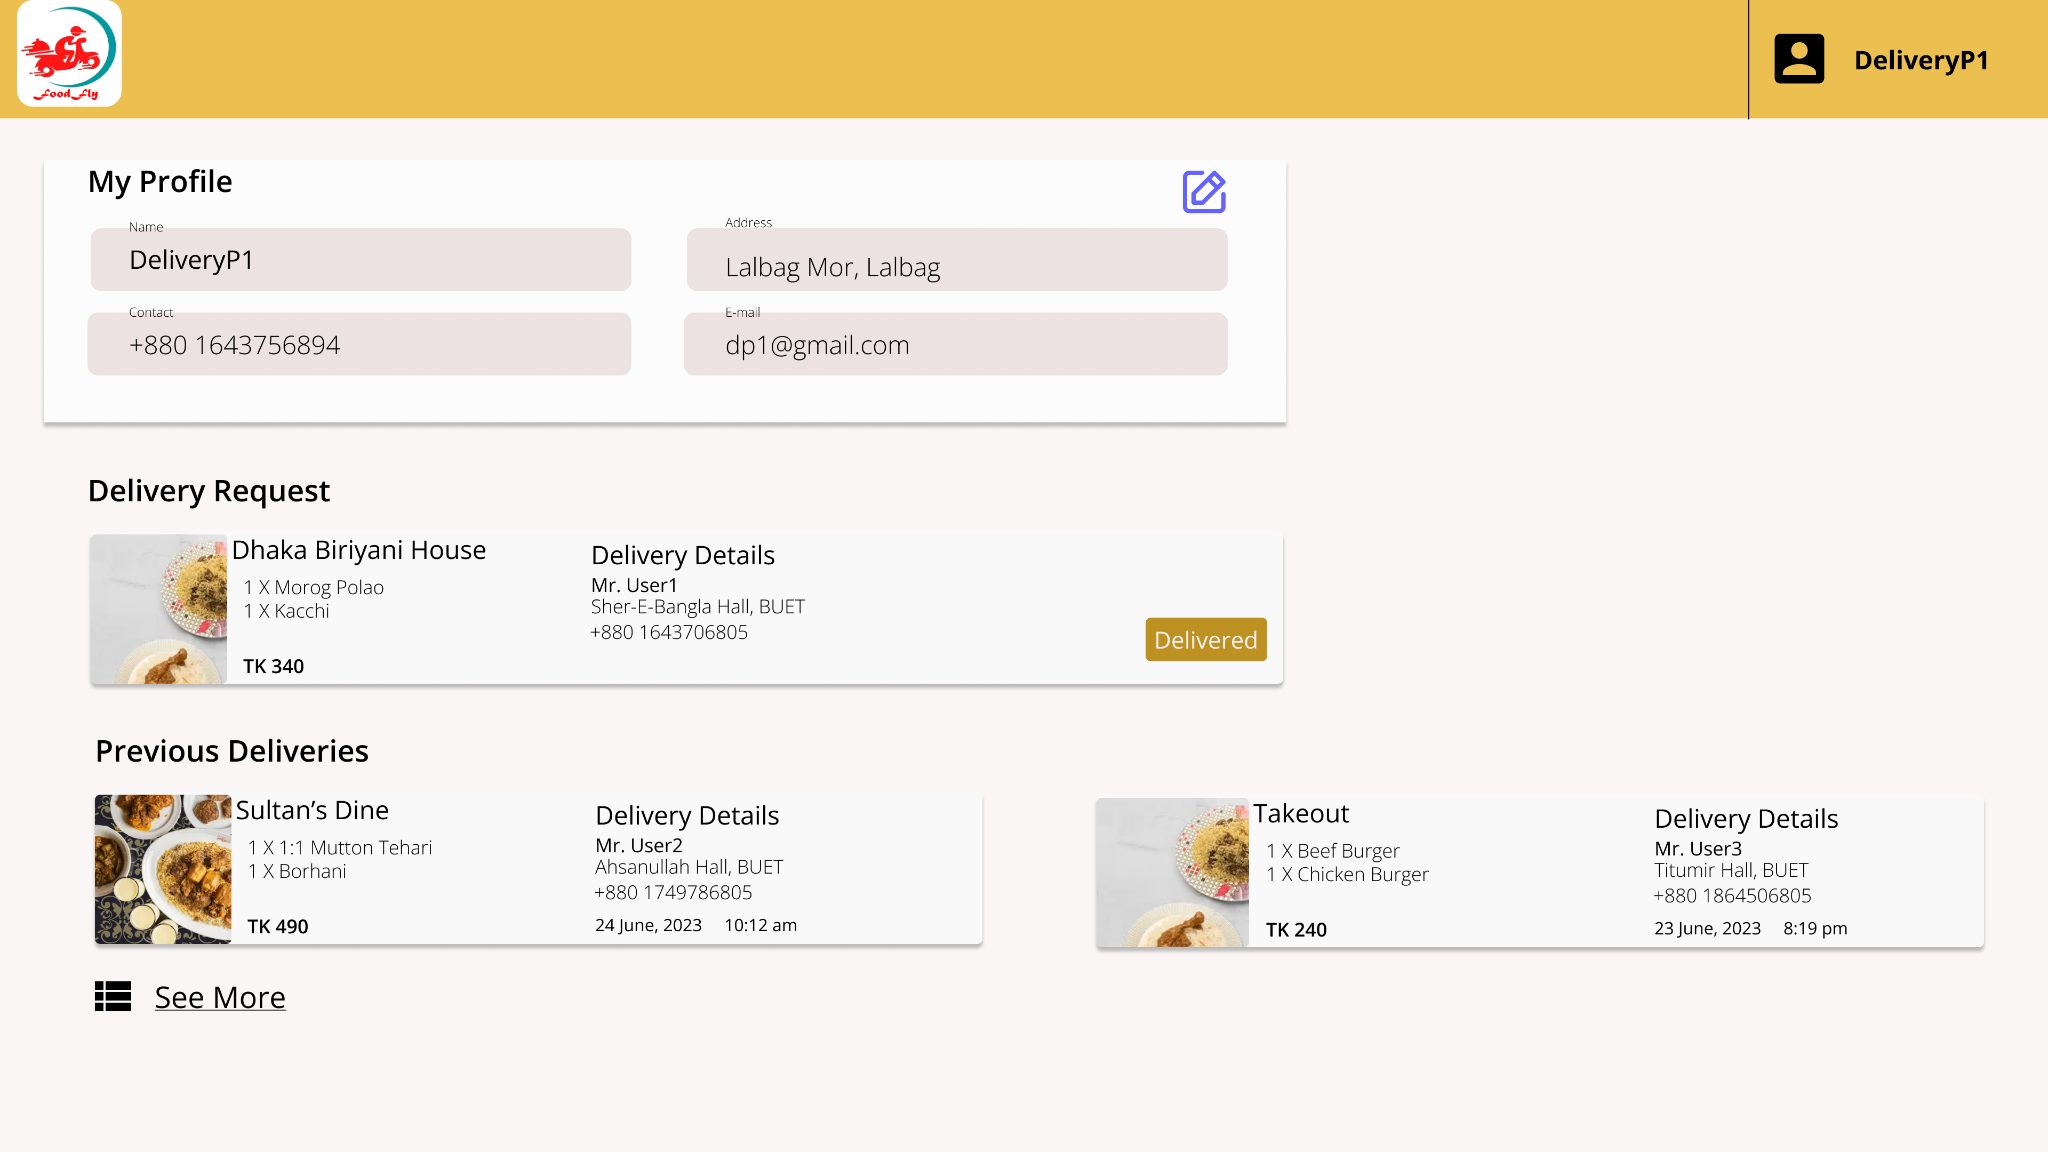 Food Fly
DeliveryP1
My Profile
Name
DeliveryP1
Address
Lalbag Mor, Lalbag
Contact
+880 1643756894
E-mail
dp1@gmail.com
Delivery Request
Dhaka Biriyani House
1 X Morog Polao
1 X Kacchi
TK 340
Delivery Details
Mr. User1
Sher-E-Bangla Hall, BUET
+880 1643706805
Delivered
Previous Deliveries
Sultan’s Dine
1 X 1:1 Mutton Tehari
1 X Borhani
TK 490
Delivery Details
Mr. User2
Ahsanullah Hall, BUET
+880 1749786805
24 June, 2023 10:12 am
Takeout
1 X Beef Burger
1 X Chicken Burger
TK 240
Delivery Details
Mr. User3
Titumir Hall, BUET
+880 1864506805
23 June, 2023 8:19 pm
See More